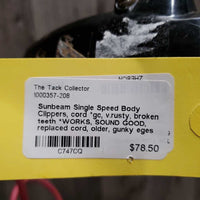 The Tack Collector
I000357-208
Sunbeam Single Speed Body
Clippers, cord *gc, v.rusty, broken
teeth *WORKS, SOUND GOOD,
replaced cord, older, gunky eges
C747CQ
$78.50